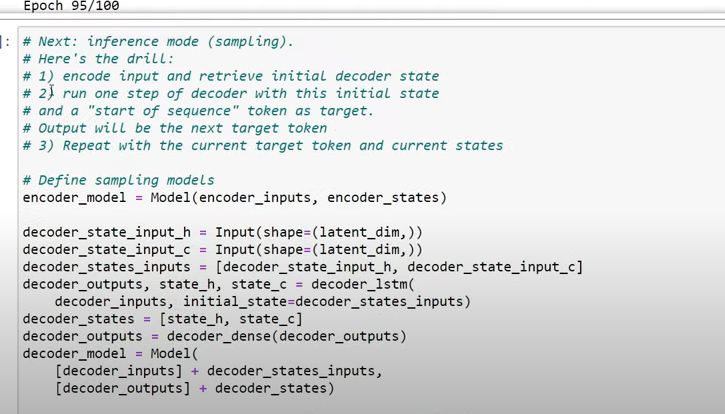 Epoch 95/100
]: # Next: inference mode (sampling).
# Here's the drill:
# 1) encode input and retrieve initial decoder state
# 2) run one step of decoder with this initial state
# and a "start of sequence" token as target.
# Output will be the next target token
# 3) Repeat with the current target token and current states
# Define sampling models
encoder_model = Model(encoder_inputs, encoder_states)
decoder_state_input_h = Input(shape=(latent_dim,))
decoder_state_input_c = Input(shape=(latent_dim,))
decoder_states_inputs = [decoder_state_input_h, decoder_state_input_c]
decoder_outputs, state_h, state_c = decoder_lstm(
    decoder_inputs, initial_state=decoder_states_inputs)
decoder_states = [state_h, state_c]
decoder_outputs = decoder_dense(decoder_outputs)
decoder_model = Model(
    [decoder_inputs] + decoder_states_inputs,
    [decoder_outputs] + decoder_states)